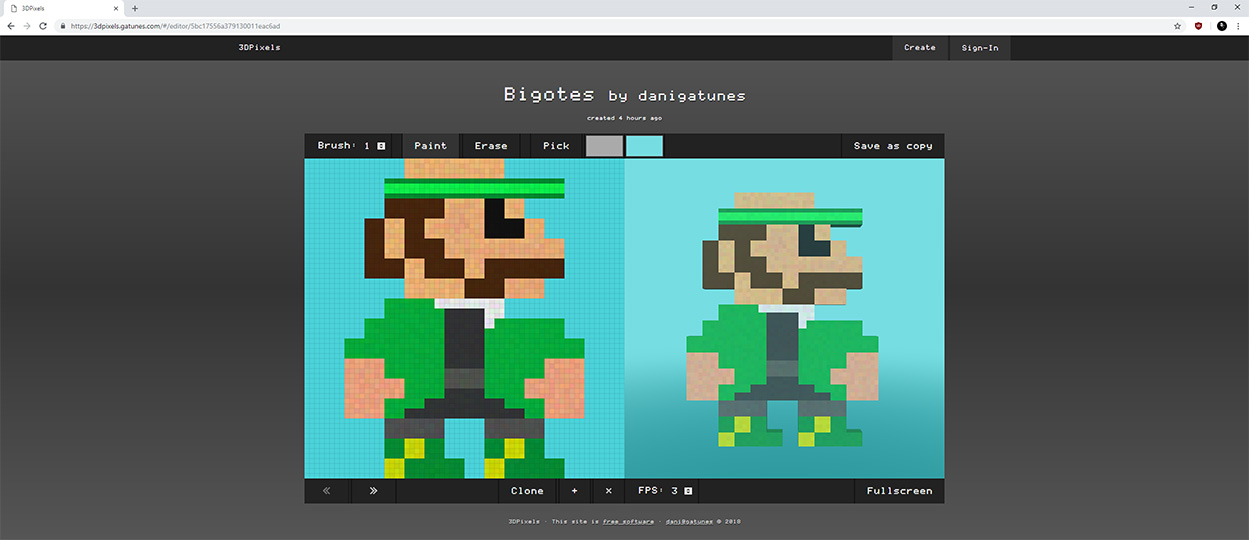 3DPixels
https://3dpixels.gatunes.com/#/editor/5bc17556a379130011eac6ad
3DPixels Create Sign-In
Bigotes by danigatunes
created 4 hours ago
Brush: 1 Paint Erase Pick Save as copy
« » Clone + × FPS: 3 Fullscreen
3DPixels · This site is free software · dani@gatunes © 2018